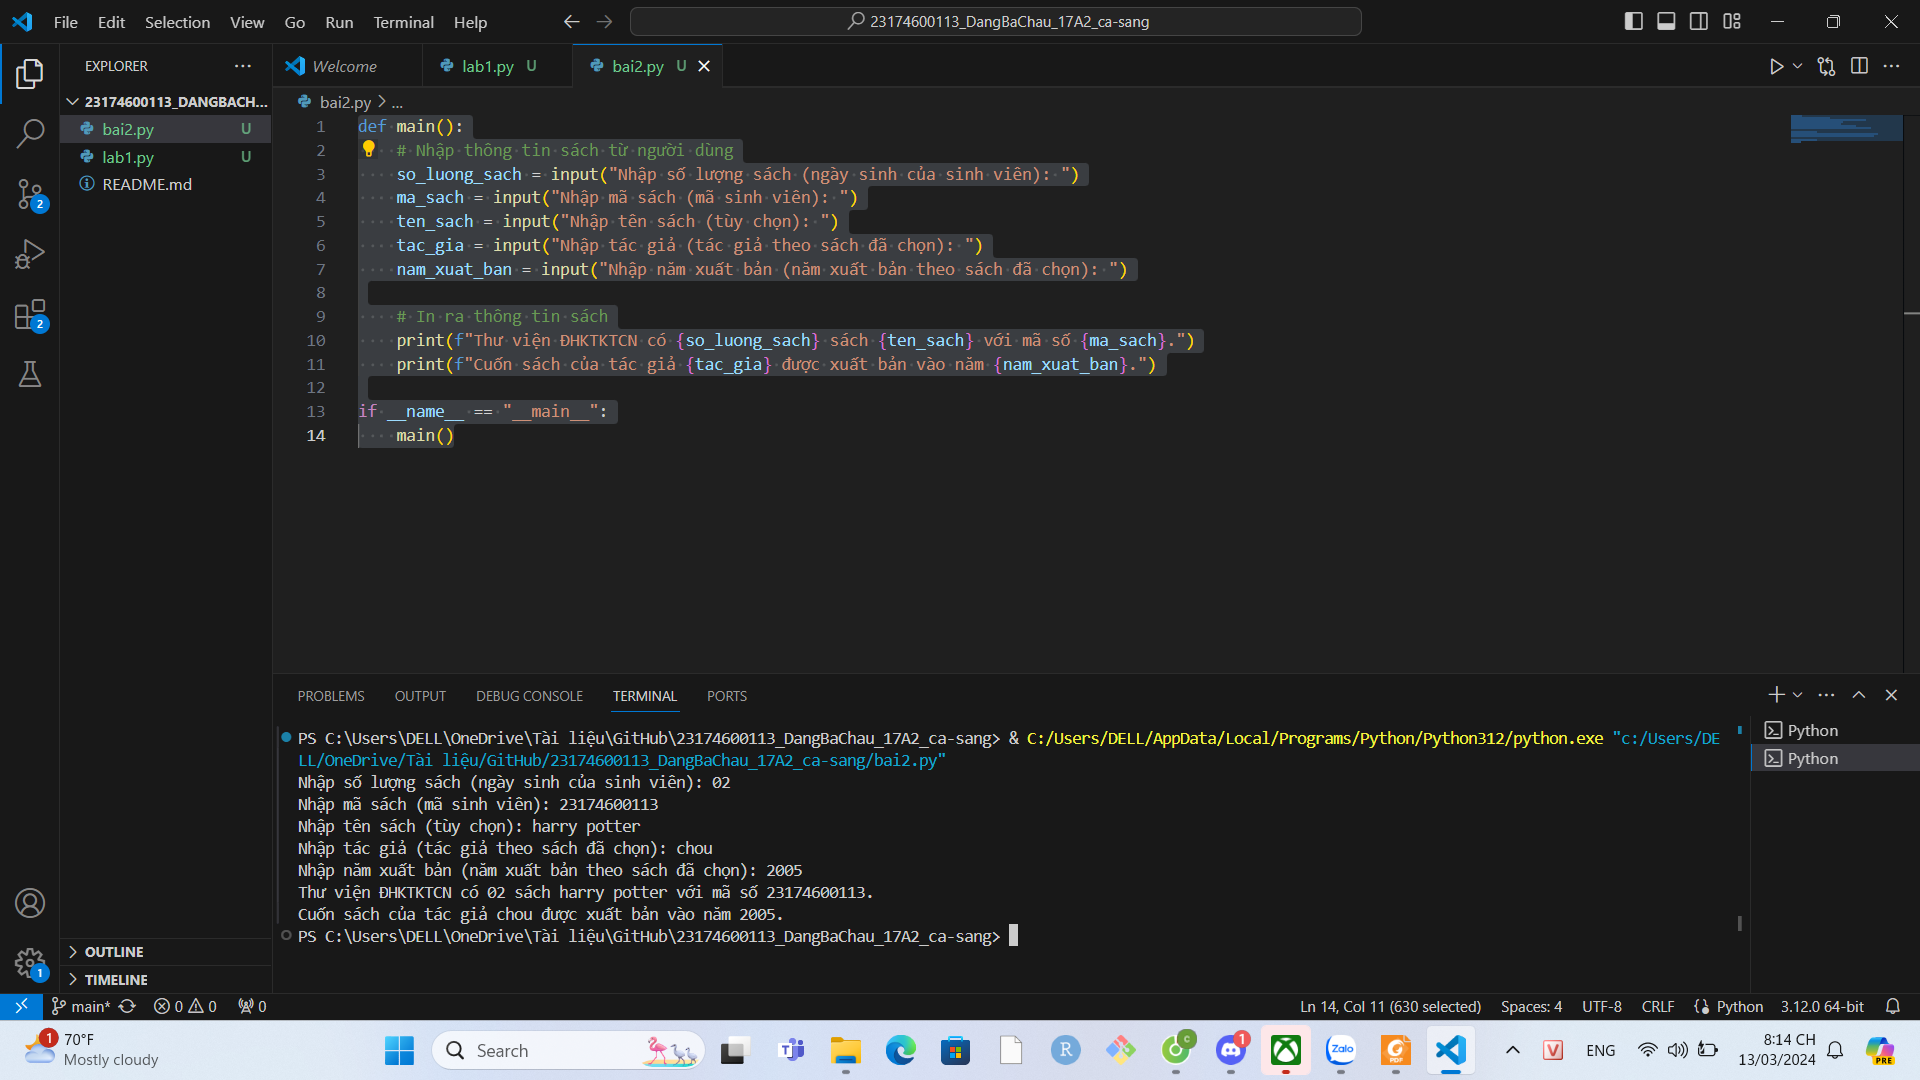 File Edit Selection View Go Run Terminal Help
23174600113_DangBaChau_17A2_ca-sang
EXPLORER
Welcome
lab1.py U
bai2.py U
23174600113_DANGBACH...
bai2.py U
lab1.py U
README.md
bai2.py > ...
1 def main():
2 # Nhập thông tin sách từ người dùng
3 so_luong_sach = input("Nhập số lượng sách (ngày sinh của sinh viên): ")
4 ma_sach = input("Nhập mã sách (mã sinh viên): ")
5 ten_sach = input("Nhập tên sách (tùy chọn): ")
6 tac_gia = input("Nhập tác giả (tác giả theo sách đã chọn): ")
7 nam_xuat_ban = input("Nhập năm xuất bản (năm xuất bản theo sách đã chọn): ")
8
9 # In ra thông tin sách
10 print(f"Thư viện ĐHKTKTCN có {so_luong_sach} sách {ten_sach} với mã số {ma_sach}.")
11 print(f"Cuốn sách của tác giả {tac_gia} được xuất bản vào năm {nam_xuat_ban}.")
12
13 if __name__ == "__main__":
14 main()
2
2
1
OUTLINE
TIMELINE
PROBLEMS OUTPUT DEBUG CONSOLE TERMINAL PORTS
PS C:\Users\DELL\OneDrive\Tài liệu\GitHub\23174600113_DangBaChau_17A2_ca-sang> & C:/Users/DELL/AppData/Local/Programs/Python/Python312/python.exe "c:/Users/DE
LL/OneDrive/Tài liệu/GitHub/23174600113_DangBaChau_17A2_ca-sang/bai2.py"
Nhập số lượng sách (ngày sinh của sinh viên): 02
Nhập mã sách (mã sinh viên): 23174600113
Nhập tên sách (tùy chọn): harry potter
Nhập tác giả (tác giả theo sách đã chọn): chou
Nhập năm xuất bản (năm xuất bản theo sách đã chọn): 2005
Thư viện ĐHKTKTCN có 02 sách harry potter với mã số 23174600113.
Cuốn sách của tác giả chou được xuất bản vào năm 2005.
PS C:\Users\DELL\OneDrive\Tài liệu\GitHub\23174600113_DangBaChau_17A2_ca-sang>
Python
Python
main* 0 0 0
Ln 14, Col 11 (630 selected) Spaces: 4 UTF-8 CRLF Python 3.12.0 64-bit
1
70°F
Mostly cloudy
Search
T
R
C
1
Zalo
PDF
V
ENG
8:14 CH
13/03/2024
PRE